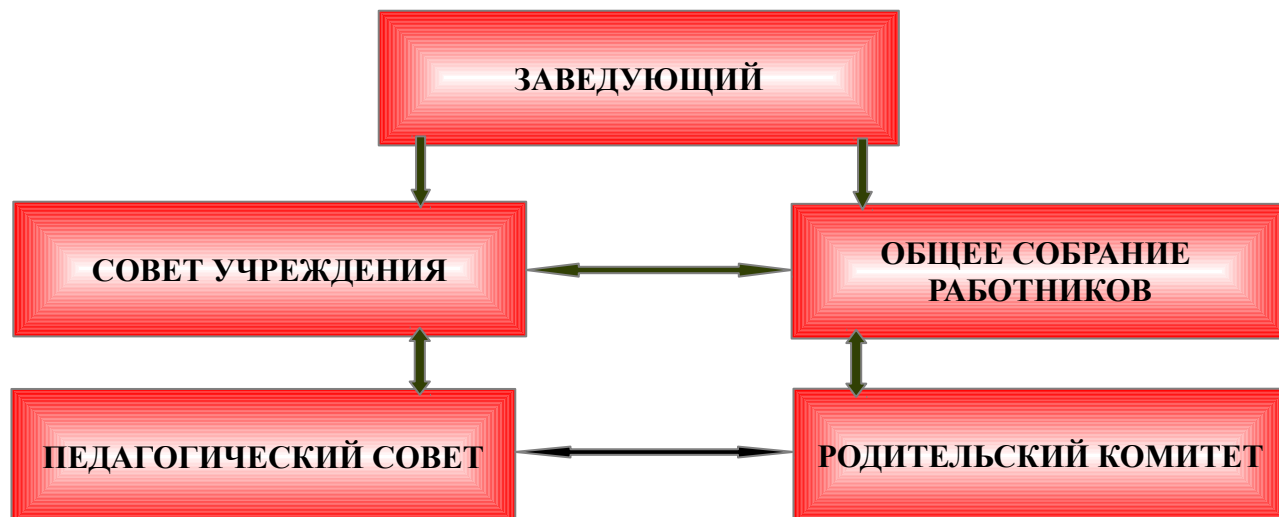 ЗАВЕДУЮЩИЙ
СОВЕТ УЧРЕЖДЕНИЯ
ОБЩЕЕ СОБРАНИЕ
РАБОТНИКОВ
ПЕДАГОГИЧЕСКИЙ СОВЕТ
РОДИТЕЛЬСКИЙ КОМИТЕТ